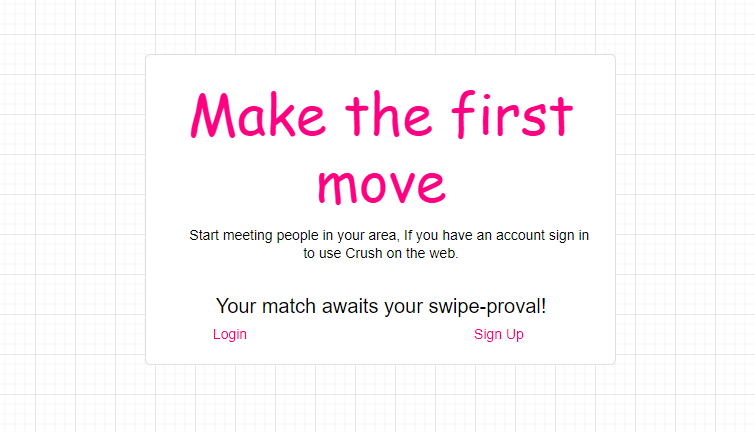 Make the first
move
Start meeting people in your area, If you have an account sign in
to use Crush on the web.
Your match awaits your swipe-proval!
Login
Sign Up